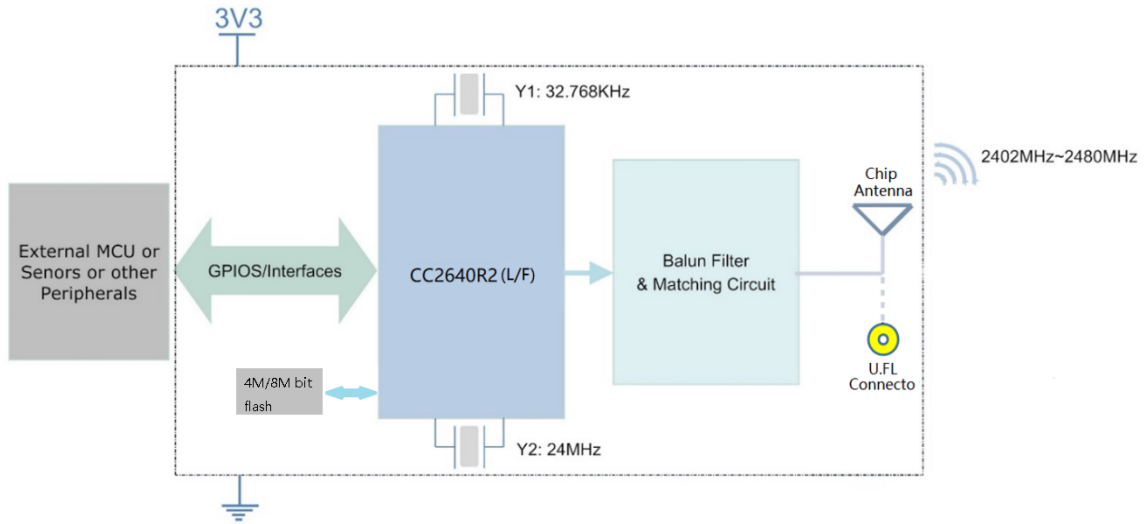 3V3
Y1: 32.768KHz
2402MHz~2480MHz
Chip
Antenna
External MCU or
Senors or other
Peripherals
GPIOS/Interfaces
CC2640R2 (L/F)
Balun Filter
& Matching Circuit
U.FL
Connecto
4M/8M bit
flash
Y2: 24MHz